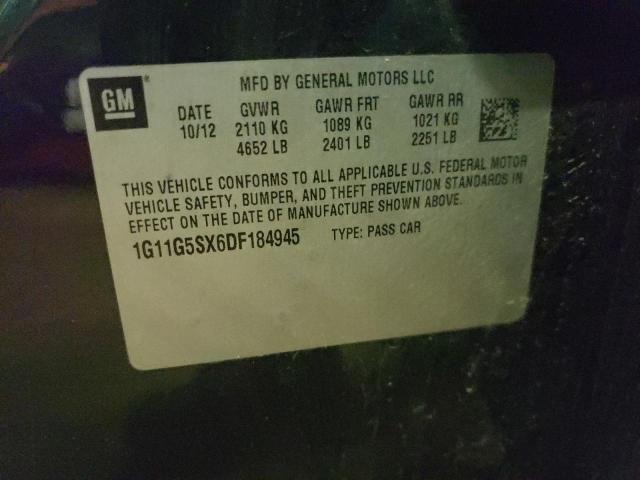 GM
MFD BY GENERAL MOTORS LLC
DATE GVWR GAWR FRT GAWR RR
10/12 2110 KG 1089 KG 1021 KG
4652 LB 2401 LB 2251 LB
THIS VEHICLE CONFORMS TO ALL APPLICABLE U.S. FEDERAL MOTOR
VEHICLE SAFETY, BUMPER, AND THEFT PREVENTION STANDARDS IN
EFFECT ON THE DATE OF MANUFACTURE SHOWN ABOVE.
1G11G5SX6DF184945 TYPE: PASS CAR